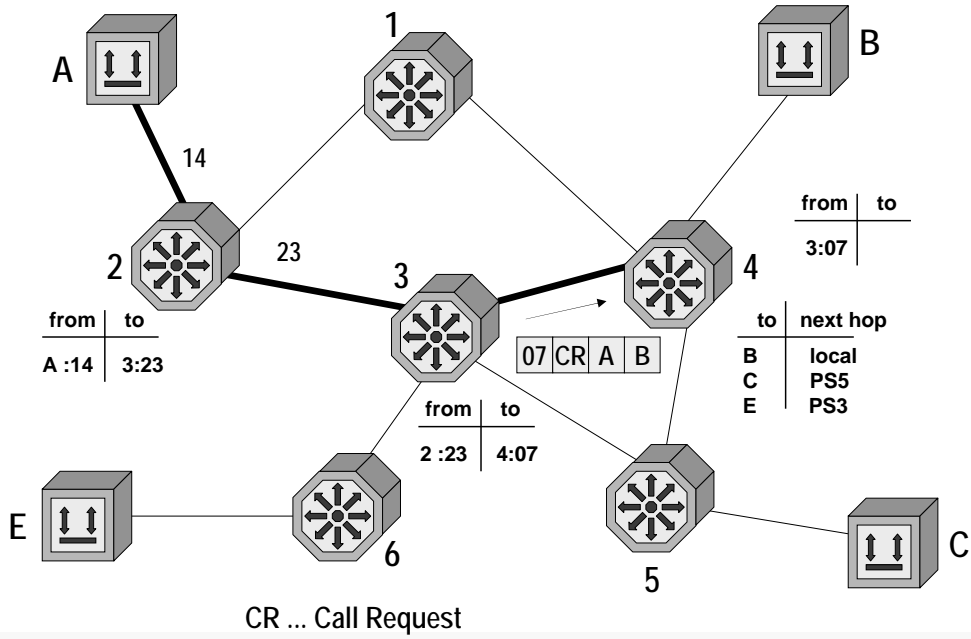 1
A
B
14
from to
3:07
2
23
3
4
from to
A :14 3:23
to next hop
B local
C PS5
E PS3
07 CR A B
from to
2 :23 4:07
E
6
5
C
CR ... Call Request